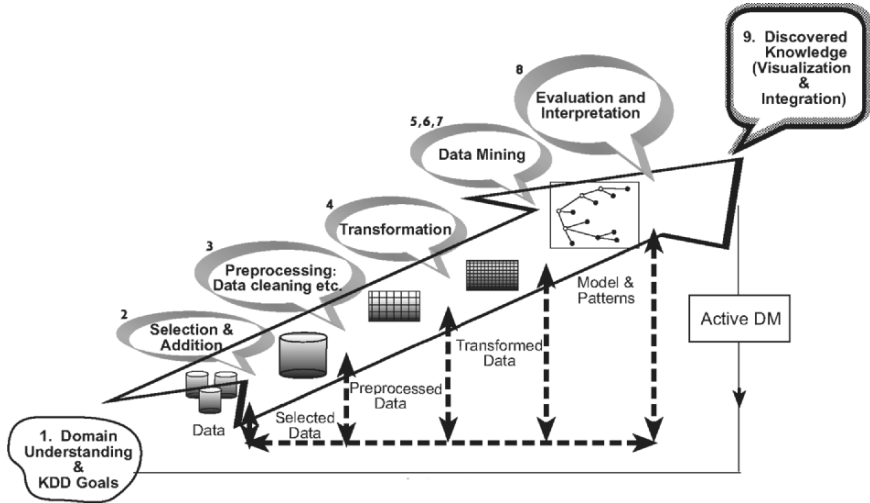 9. Discovered
Knowledge
(Visualization
&
Integration)
8
Evaluation and
Interpretation
5,6,7
Data Mining
4
Transformation
3
Preprocessing:
Data cleaning etc.
2
Selection &
Addition
Model &
Patterns
Active DM
Transformed
Data
Preprocessed
Data
Selected
Data
Data
1. Domain
Understanding
&
KDD Goals